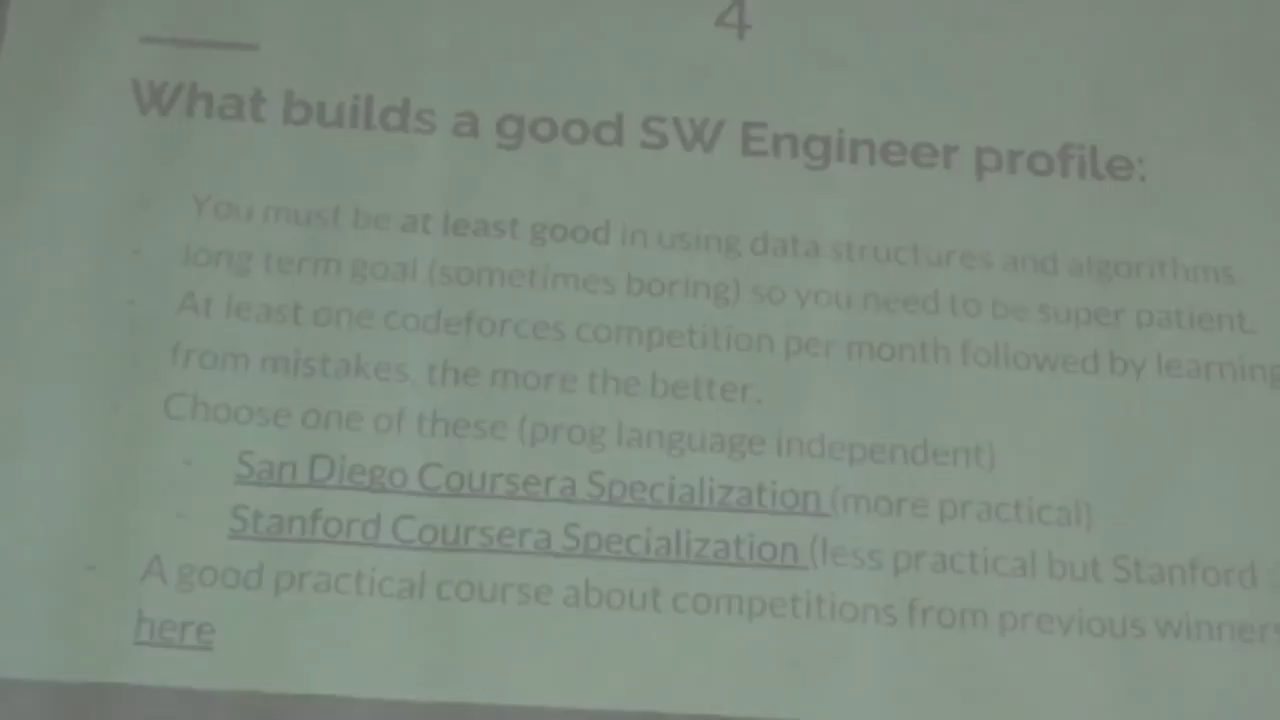 4
What builds a good SW Engineer profile:
- You must be at least good in using data structures and algorithms.
- long term goal (sometimes boring) so you need to be super patient.
- At least one codeforces competition per month followed by learning
from mistakes, the more the better.
- Choose one of these (prog language independent)
- San Diego Coursera Specialization (more practical)
- Stanford Coursera Specialization (less practical but Stanford
- A good practical course about competitions from previous winners
here